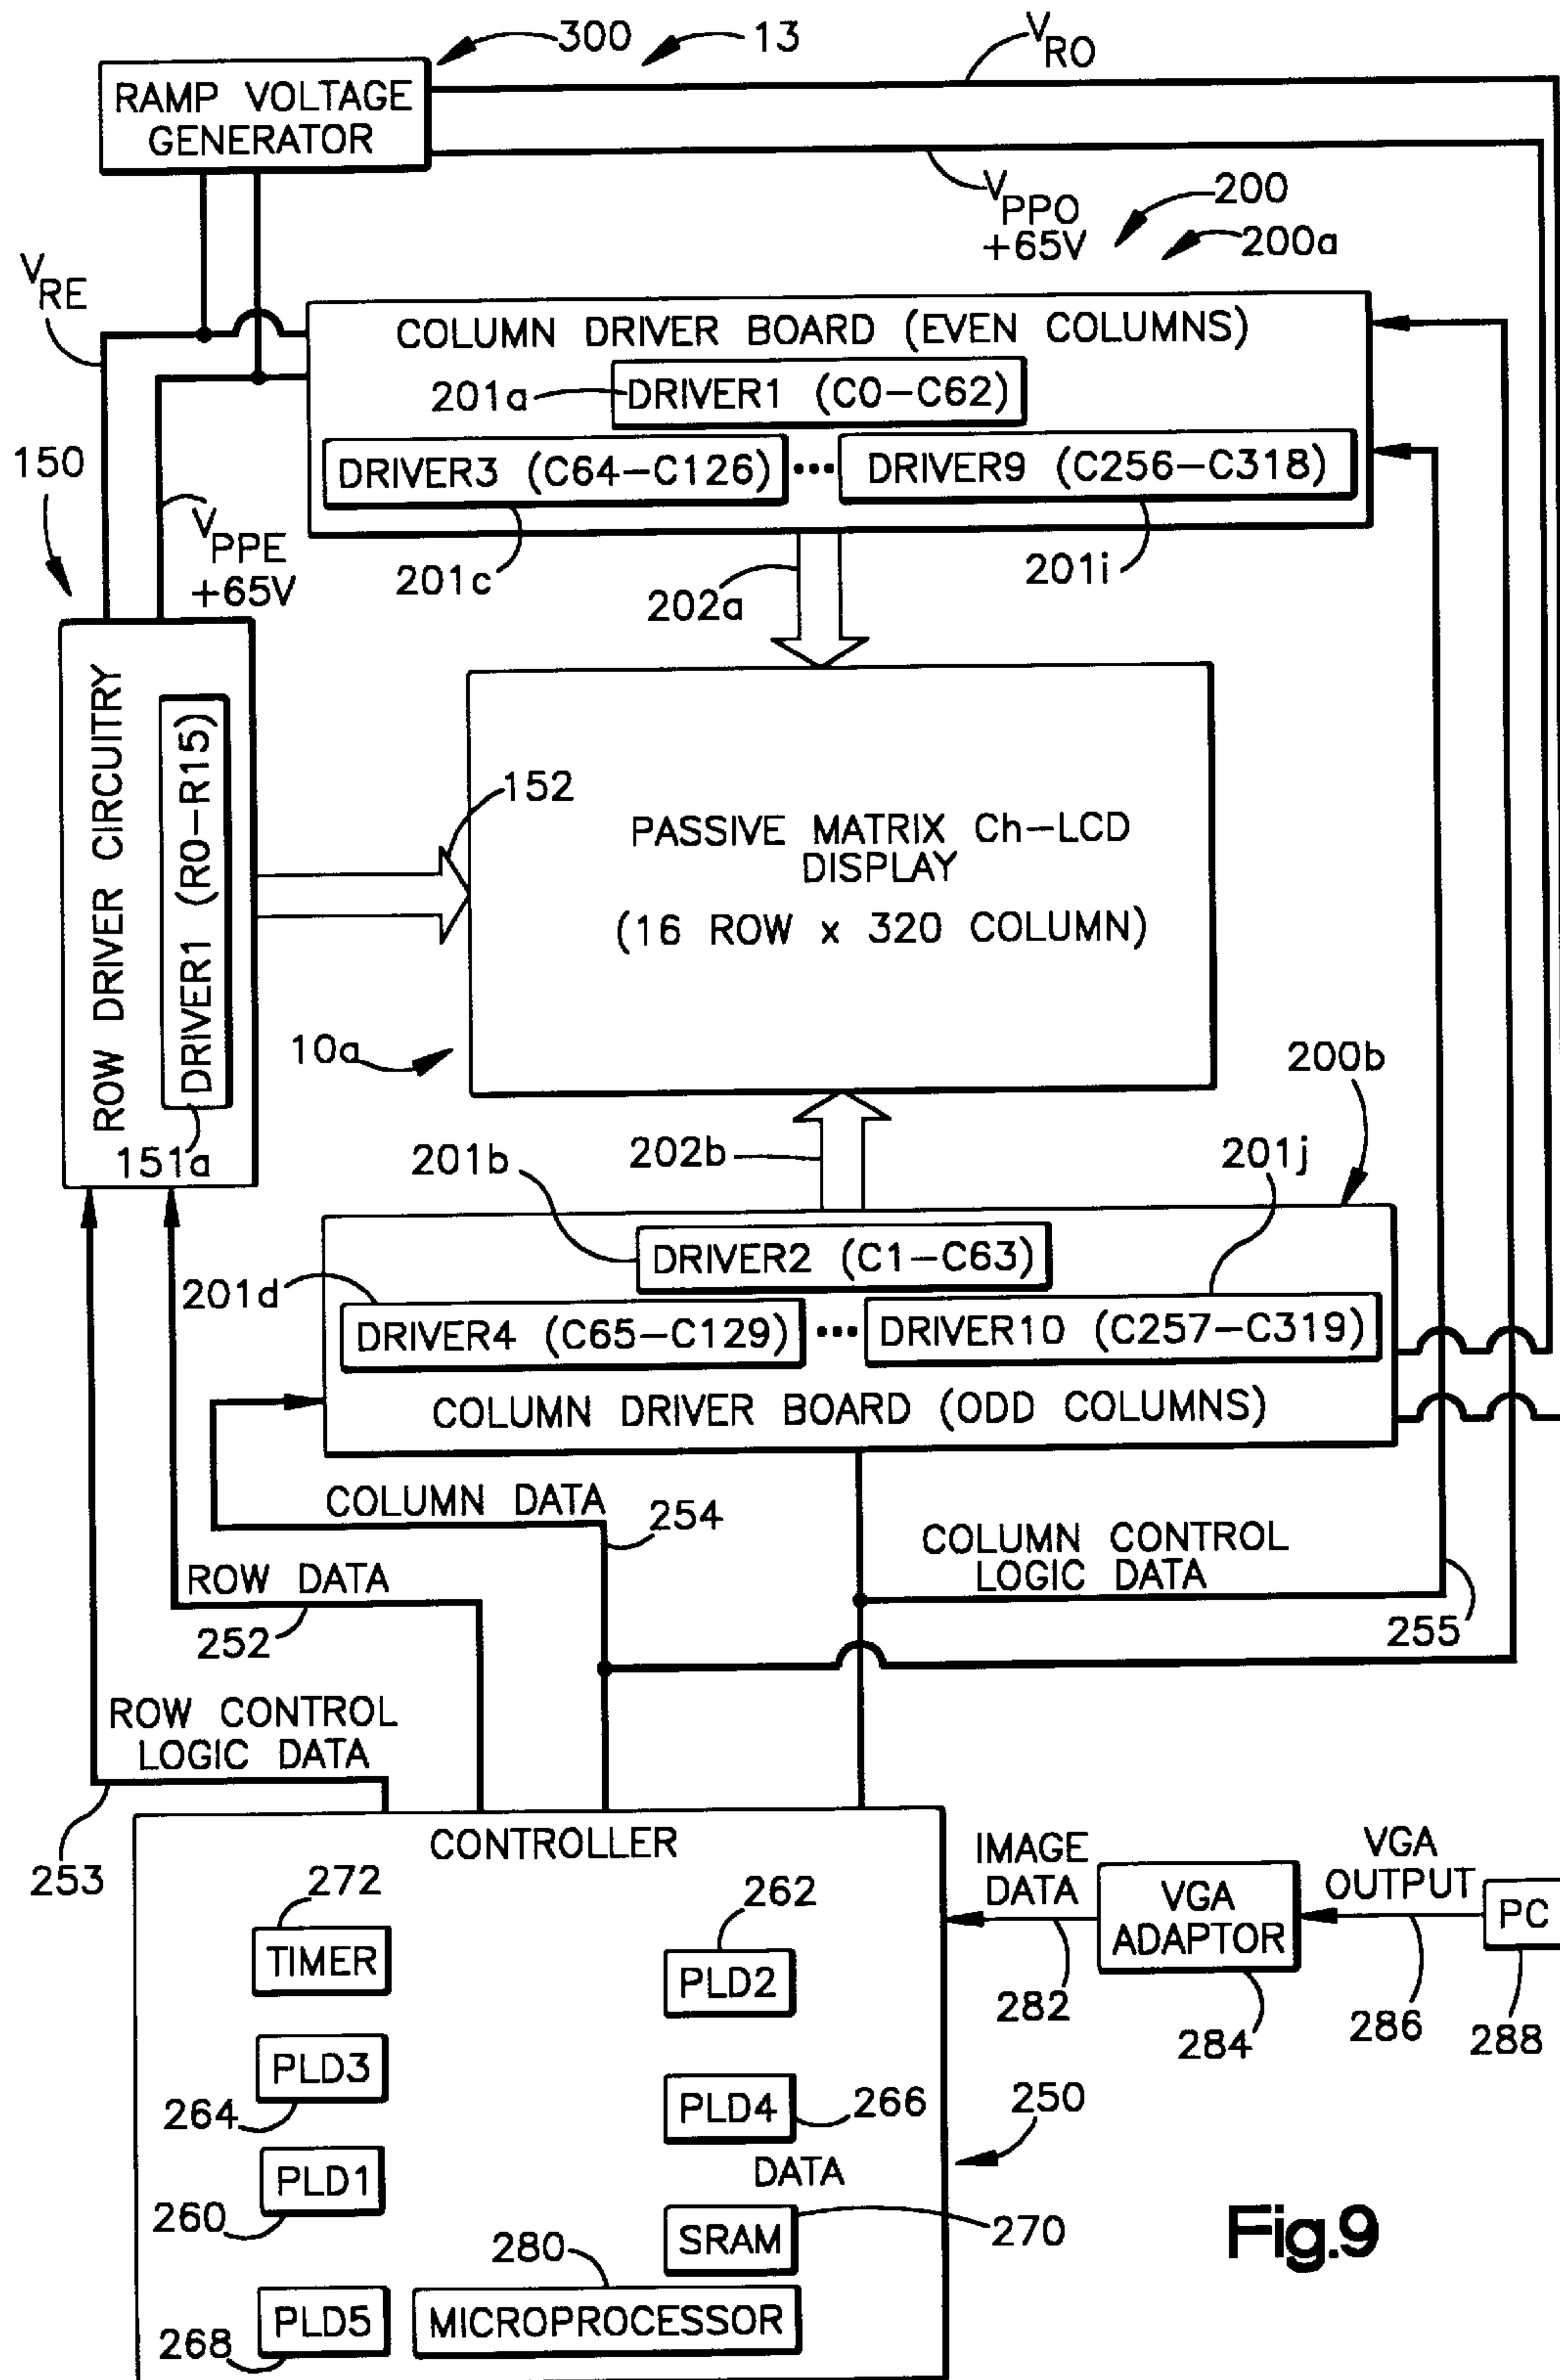 300
13
V RO
RAMP VOLTAGE
GENERATOR
V PPO
+65V
200
200a
V RE
COLUMN DRIVER BOARD (EVEN COLUMNS)
201a
DRIVER1 (C0-C62)
150
DRIVER3 (C64-C126)
•••
DRIVER9 (C256-C318)
V PPE
+65V
201c
202a
201i
ROW DRIVER CIRCUITRY
DRIVER1 (R0-R15)
151a
152
PASSIVE MATRIX Ch-LCD
DISPLAY
(16 ROW x 320 COLUMN)
10a
200b
201b
202b
201j
DRIVER2 (C1-C63)
201d
DRIVER4 (C65-C129)
•••
DRIVER10 (C257-C319)
COLUMN DRIVER BOARD (ODD COLUMNS)
COLUMN DATA
254
COLUMN CONTROL
LOGIC DATA
ROW DATA
252
255
ROW CONTROL
LOGIC DATA
253
CONTROLLER
272
262
IMAGE
DATA
VGA
OUTPUT
TIMER
PLD2
VGA
ADAPTOR
PC
282
284
286
288
PLD3
264
PLD4
266
250
PLD1
260
DATA
SRAM
270
280
PLD5
268
MICROPROCESSOR
Fig.9